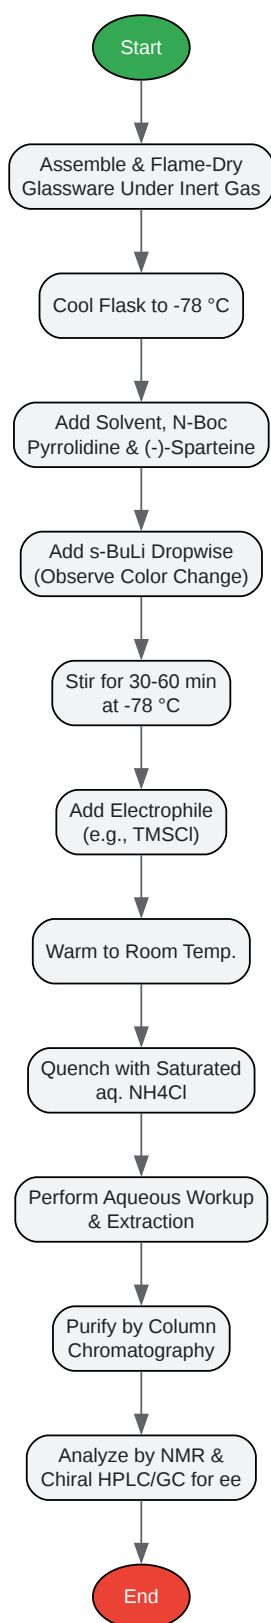 Start
Assemble & Flame-Dry
Glassware Under Inert Gas
Cool Flask to -78 °C
Add Solvent, N-Boc
Pyrrolidine & (-)-Sparteine
Add s-BuLi Dropwise
(Observe Color Change)
Stir for 30-60 min
at -78 °C
Add Electrophile
(e.g., TMSCl)
Warm to Room Temp.
Quench with Saturated
aq. NH4Cl
Perform Aqueous Workup
& Extraction
Purify by Column
Chromatography
Analyze by NMR &
Chiral HPLC/GC for ee
End